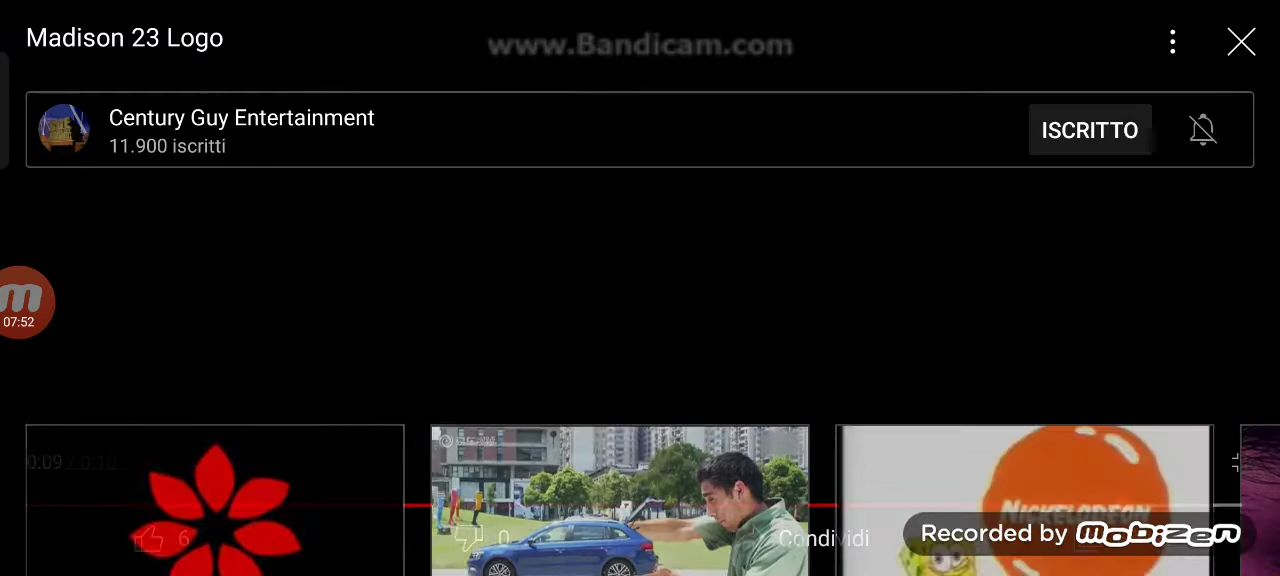 Madison 23 Logo
www.Bandicam.com
Century Guy Entertainment
11.900 iscritti
ISCRITTO
07:52
0:09 / 0:10
NICKELODEON
6
0
Condividi
Recorded by mobizen